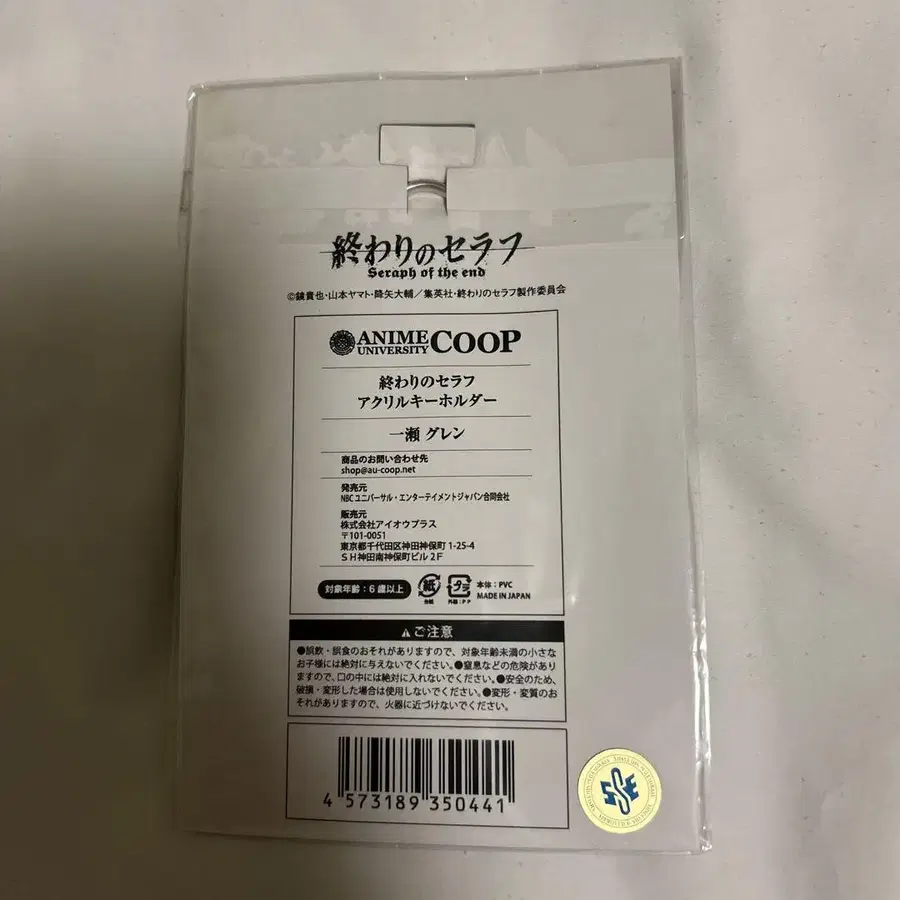 終わりのセラフ
Seraph of the end
©鏡貴也・山本ヤマト・降矢大輔／集英社・終わりのセラフ製作委員会
ANIME UNIVERSITY COOP
終わりのセラフ
アクリルキーホルダー
一瀬 グレン
商品のお問い合わせ先
shop@au-coop.net
発売元
NBC ユニバーサル・エンターテイメントジャパン合同会社
販売元
株式会社アイオウプラス
〒101-0051
東京都千代田区神田神保町 1-25-4
ＳＨ神田南神保町ビル 2Ｆ
対象年齢：6 歳以上
紙
台紙
プラ
外装：ＰＰ
本体：PVC
MADE IN JAPAN
ご注意
●誤飲・誤食のおそれがありますので、対象年齢未満の小さな
お子様には絶対に与えないでください。●窒息などの危険があり
ますので、口の中には絶対に入れないでください。●安全のため、
破損・変形した場合は使用しないでください。●変形・変質のお
それがありますので、火器に近づけないでください。
4 573189 350441